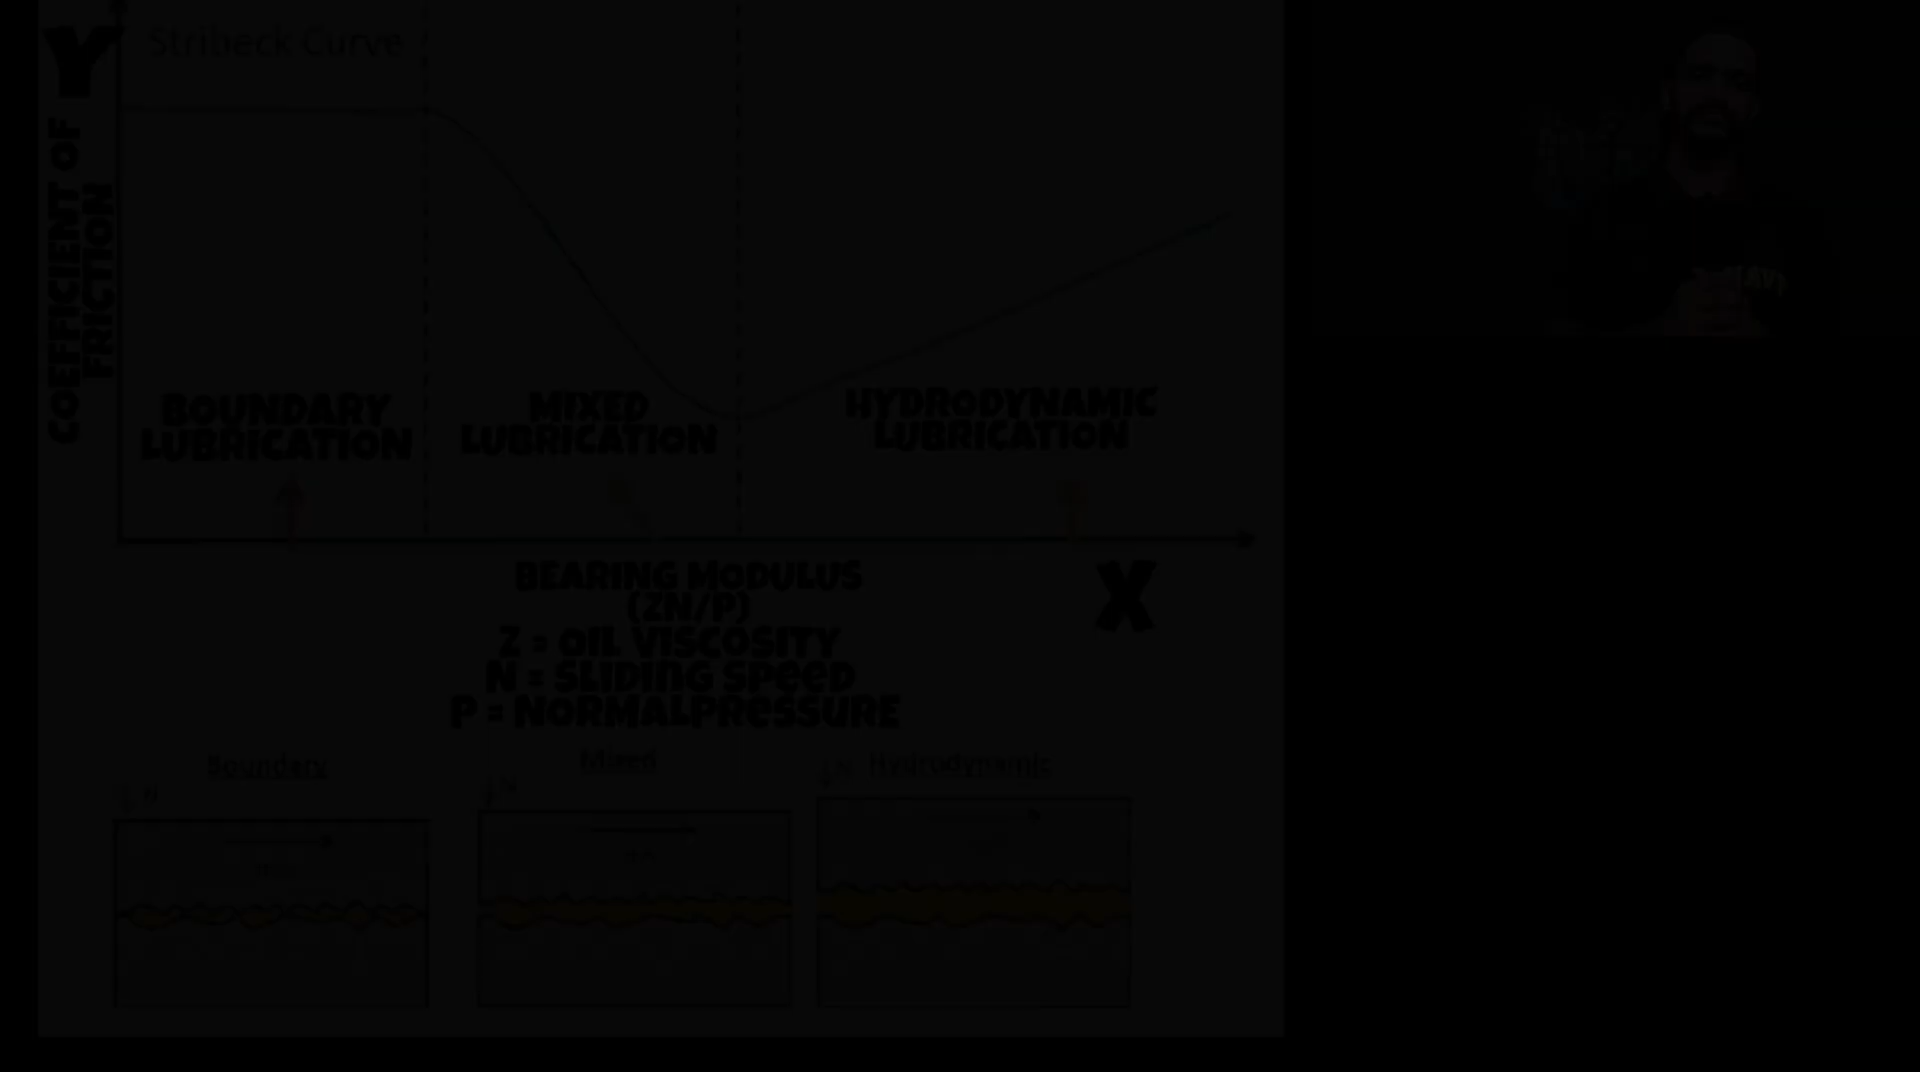 Y
Stribeck Curve
COEFFICIENT OF
FRICTION
BOUNDARY
LUBRICATION
MIXED
LUBRICATION
HYDRODYNAMIC
LUBRICATION
BEARING MODULUS
(ZN/P)
X
Z = OIL VISCOSITY
N = SLIDING SPEED
P = NORMALPRESSURE
Boundery
Mixed
Hydrodynamic
N
N
N